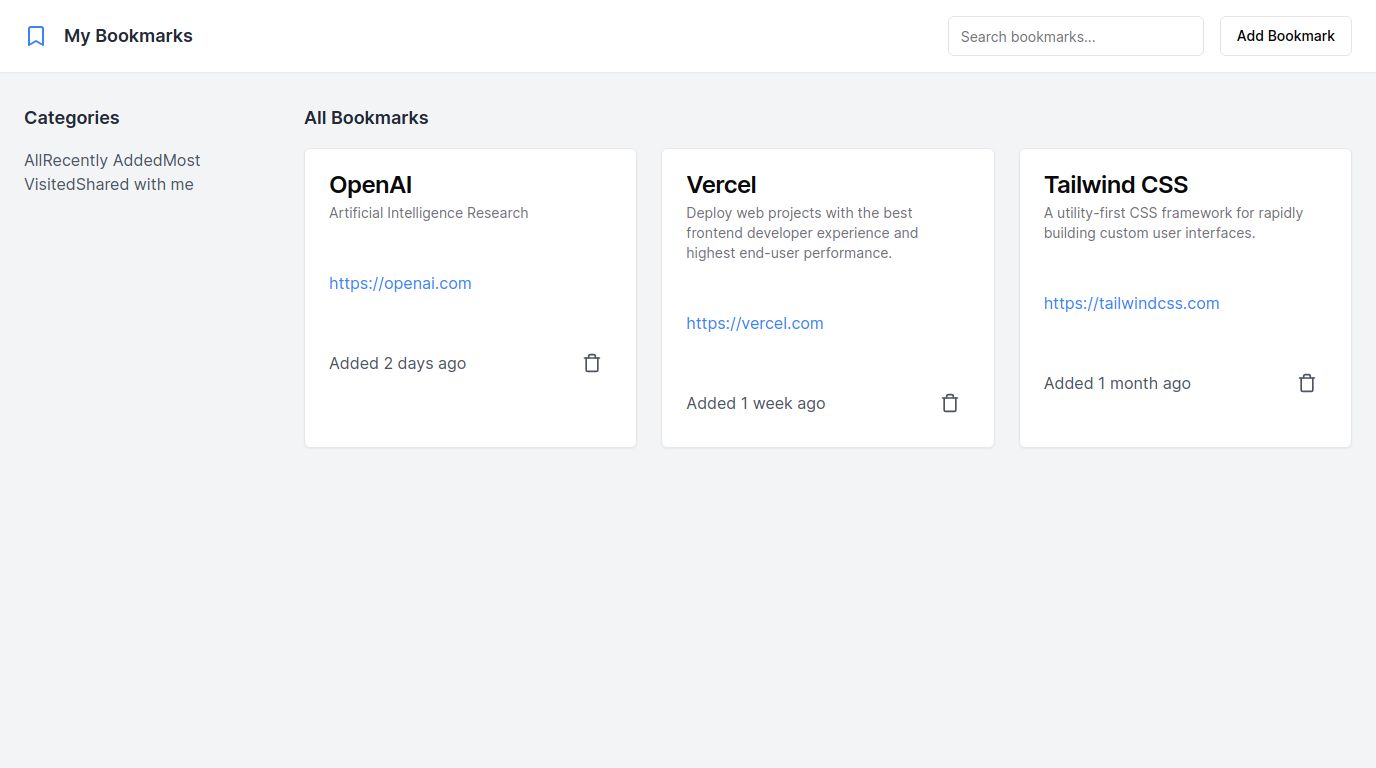 My Bookmarks
Search bookmarks...
Add Bookmark
Categories
AllRecently AddedMost
VisitedShared with me
All Bookmarks
OpenAI
Artificial Intelligence Research
https://openai.com
Added 2 days ago
Vercel
Deploy web projects with the best
frontend developer experience and
highest end-user performance.
https://vercel.com
Added 1 week ago
Tailwind CSS
A utility-first CSS framework for rapidly
building custom user interfaces.
https://tailwindcss.com
Added 1 month ago